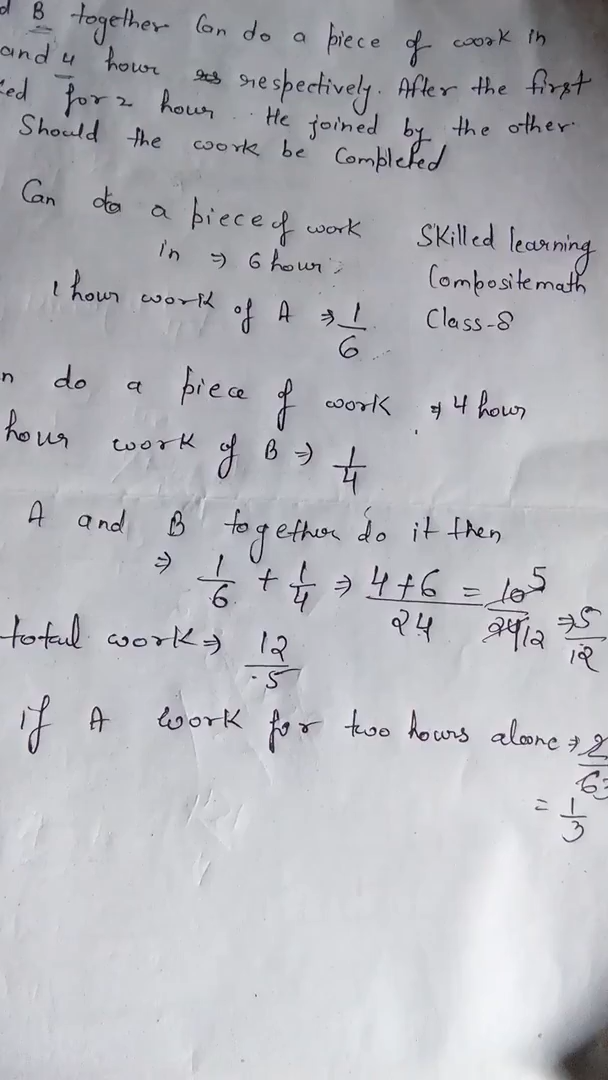 d B together Can do a piece of work in
and 4 hour respectively. After the first
ed for 2 hour. He joined by the other.
Should the work be Completed
Can do a piece of work
in ⇒ 6 hour
Skilled learning
Compositemath
Class-8
1 hour work of A ⇒ 1/6
n do a piece of work ⇒ 4 hour
hour work of B ⇒ 1/4
A and B together do it then
⇒ 1/6 + 1/4 ⇒ 4+6/24 = 10/24 5/12 ⇒ 5/12
total work ⇒ 12/5
if A work for two hours alone ⇒ 2/6 3
= 1/3